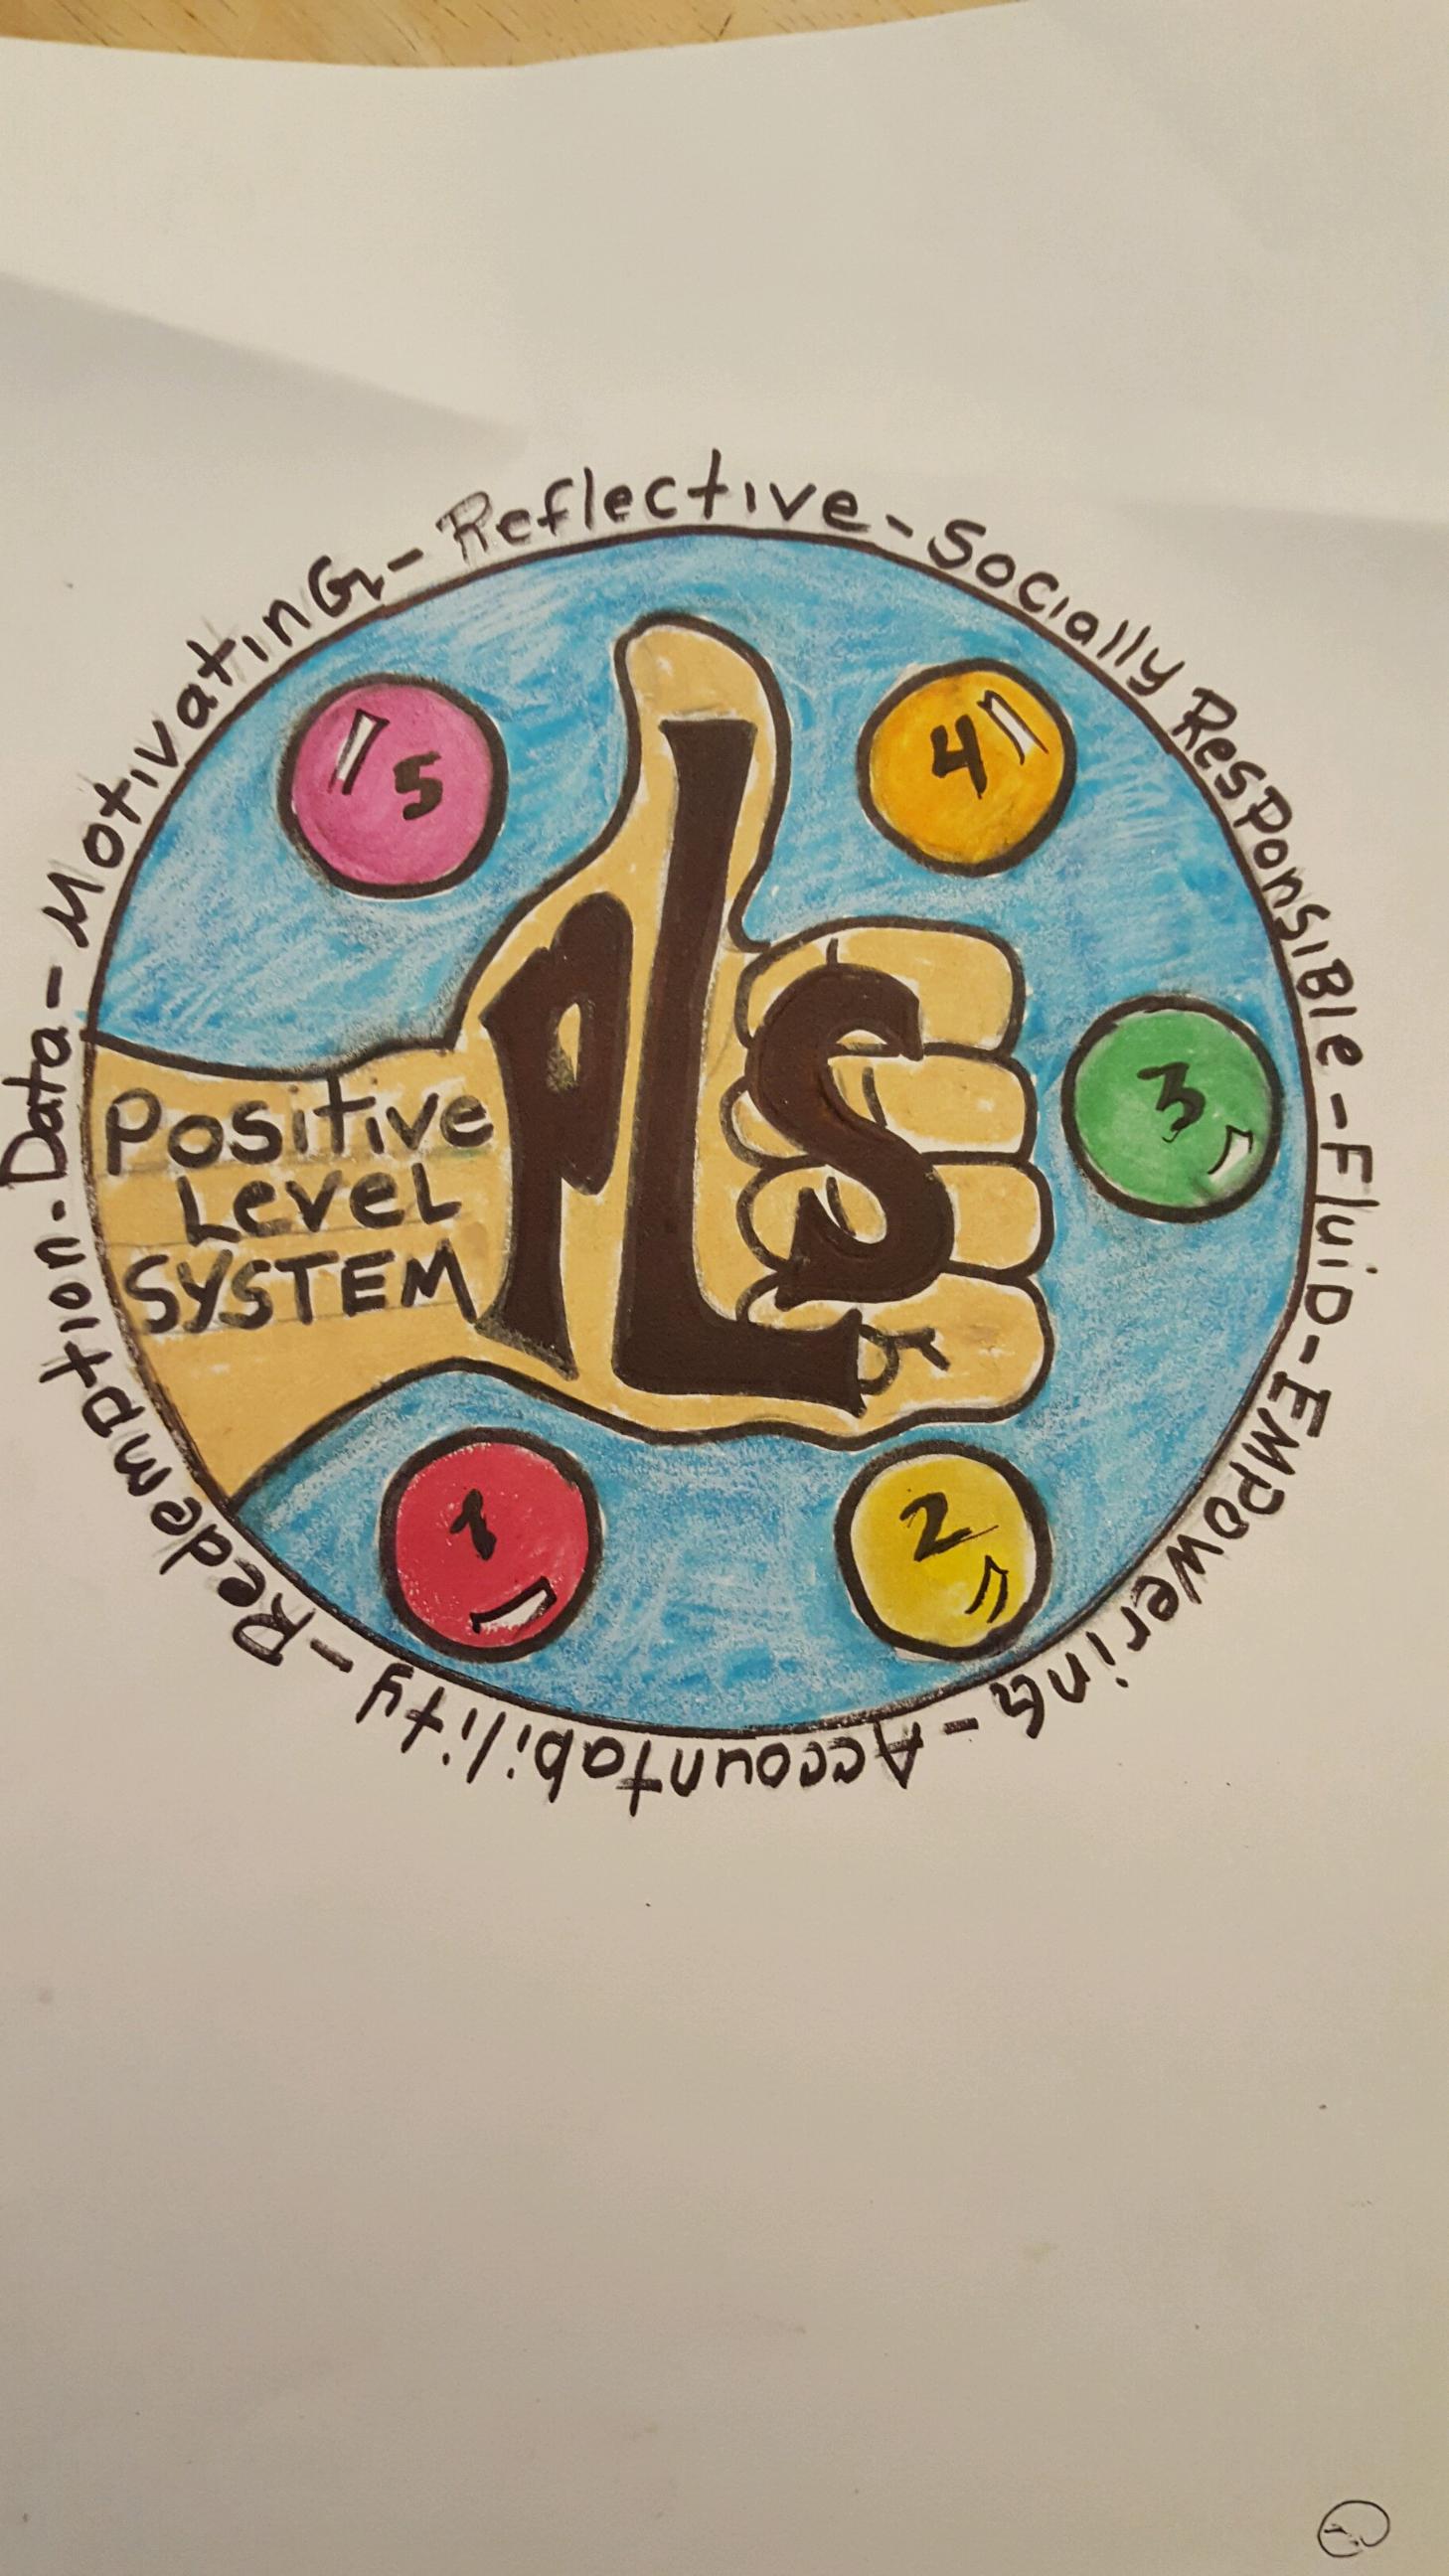 Data - MotivatinG - Reflective - Socially Responsible - Fluid - EMPowerinG - Accountability - Redemption -
5
4
3
2
1
PLS
Positive
Level
SYSTEM